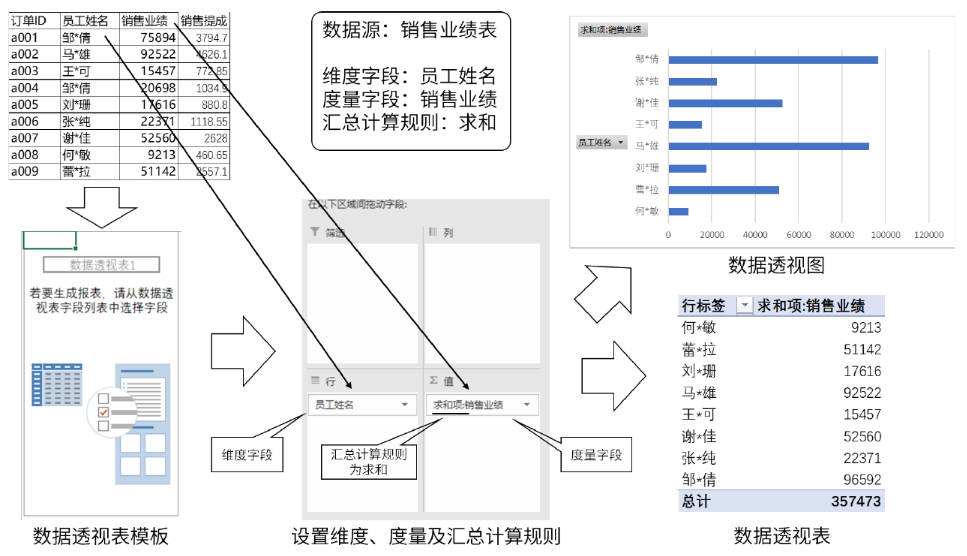 订单ID 员工姓名 销售业绩 销售提成
a001 邹*倩 75894 3794.7
a002 马*雄 92522 4626.1
a003 王*可 15457 772.85
a004 邹*倩 20698 1034.9
a005 刘*珊 17616 880.8
a006 张*纯 22371 1118.55
a007 谢*佳 52560 2628
a008 何*敏 9213 460.65
a009 蕾*拉 51142 2557.1
数据源：销售业绩表
维度字段：员工姓名
度量字段：销售业绩
汇总计算规则：求和
求和项:销售业绩
邹*倩
张*纯
谢*佳
王*可
员工姓名
马*雄
刘*珊
蕾*拉
何*敏
0 20000 40000 60000 80000 100000 120000
数据透视图
数据透视表1
若要生成报表，请从数据透
视表字段列表中选择字段
数据透视表模板
在以下区域间拖动字段:
筛选 列
行 Σ 值
员工姓名 求和项:销售业绩
维度字段
汇总计算规则
为求和
度量字段
设置维度、度量及汇总计算规则
行标签 求和项:销售业绩
何*敏 9213
蕾*拉 51142
刘*珊 17616
马*雄 92522
王*可 15457
谢*佳 52560
张*纯 22371
邹*倩 96592
总计 357473
数据透视表